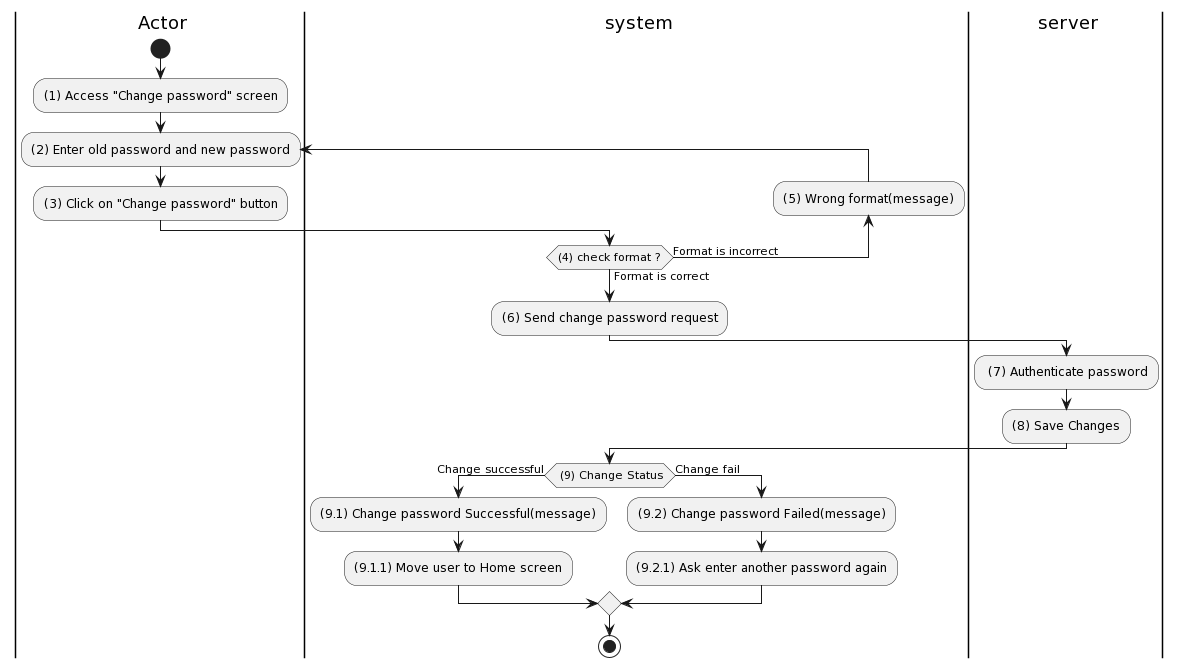 Actor
system
server
(1) Access "Change password" screen
(2) Enter old password and new password
(3) Click on "Change password" button
(5) Wrong format(message)
(4) check format ?
Format is incorrect
Format is correct
(6) Send change password request
(7) Authenticate password
(8) Save Changes
Change successful
(9) Change Status
Change fail
(9.1) Change password Successful(message)
(9.2) Change password Failed(message)
(9.1.1) Move user to Home screen
(9.2.1) Ask enter another password again